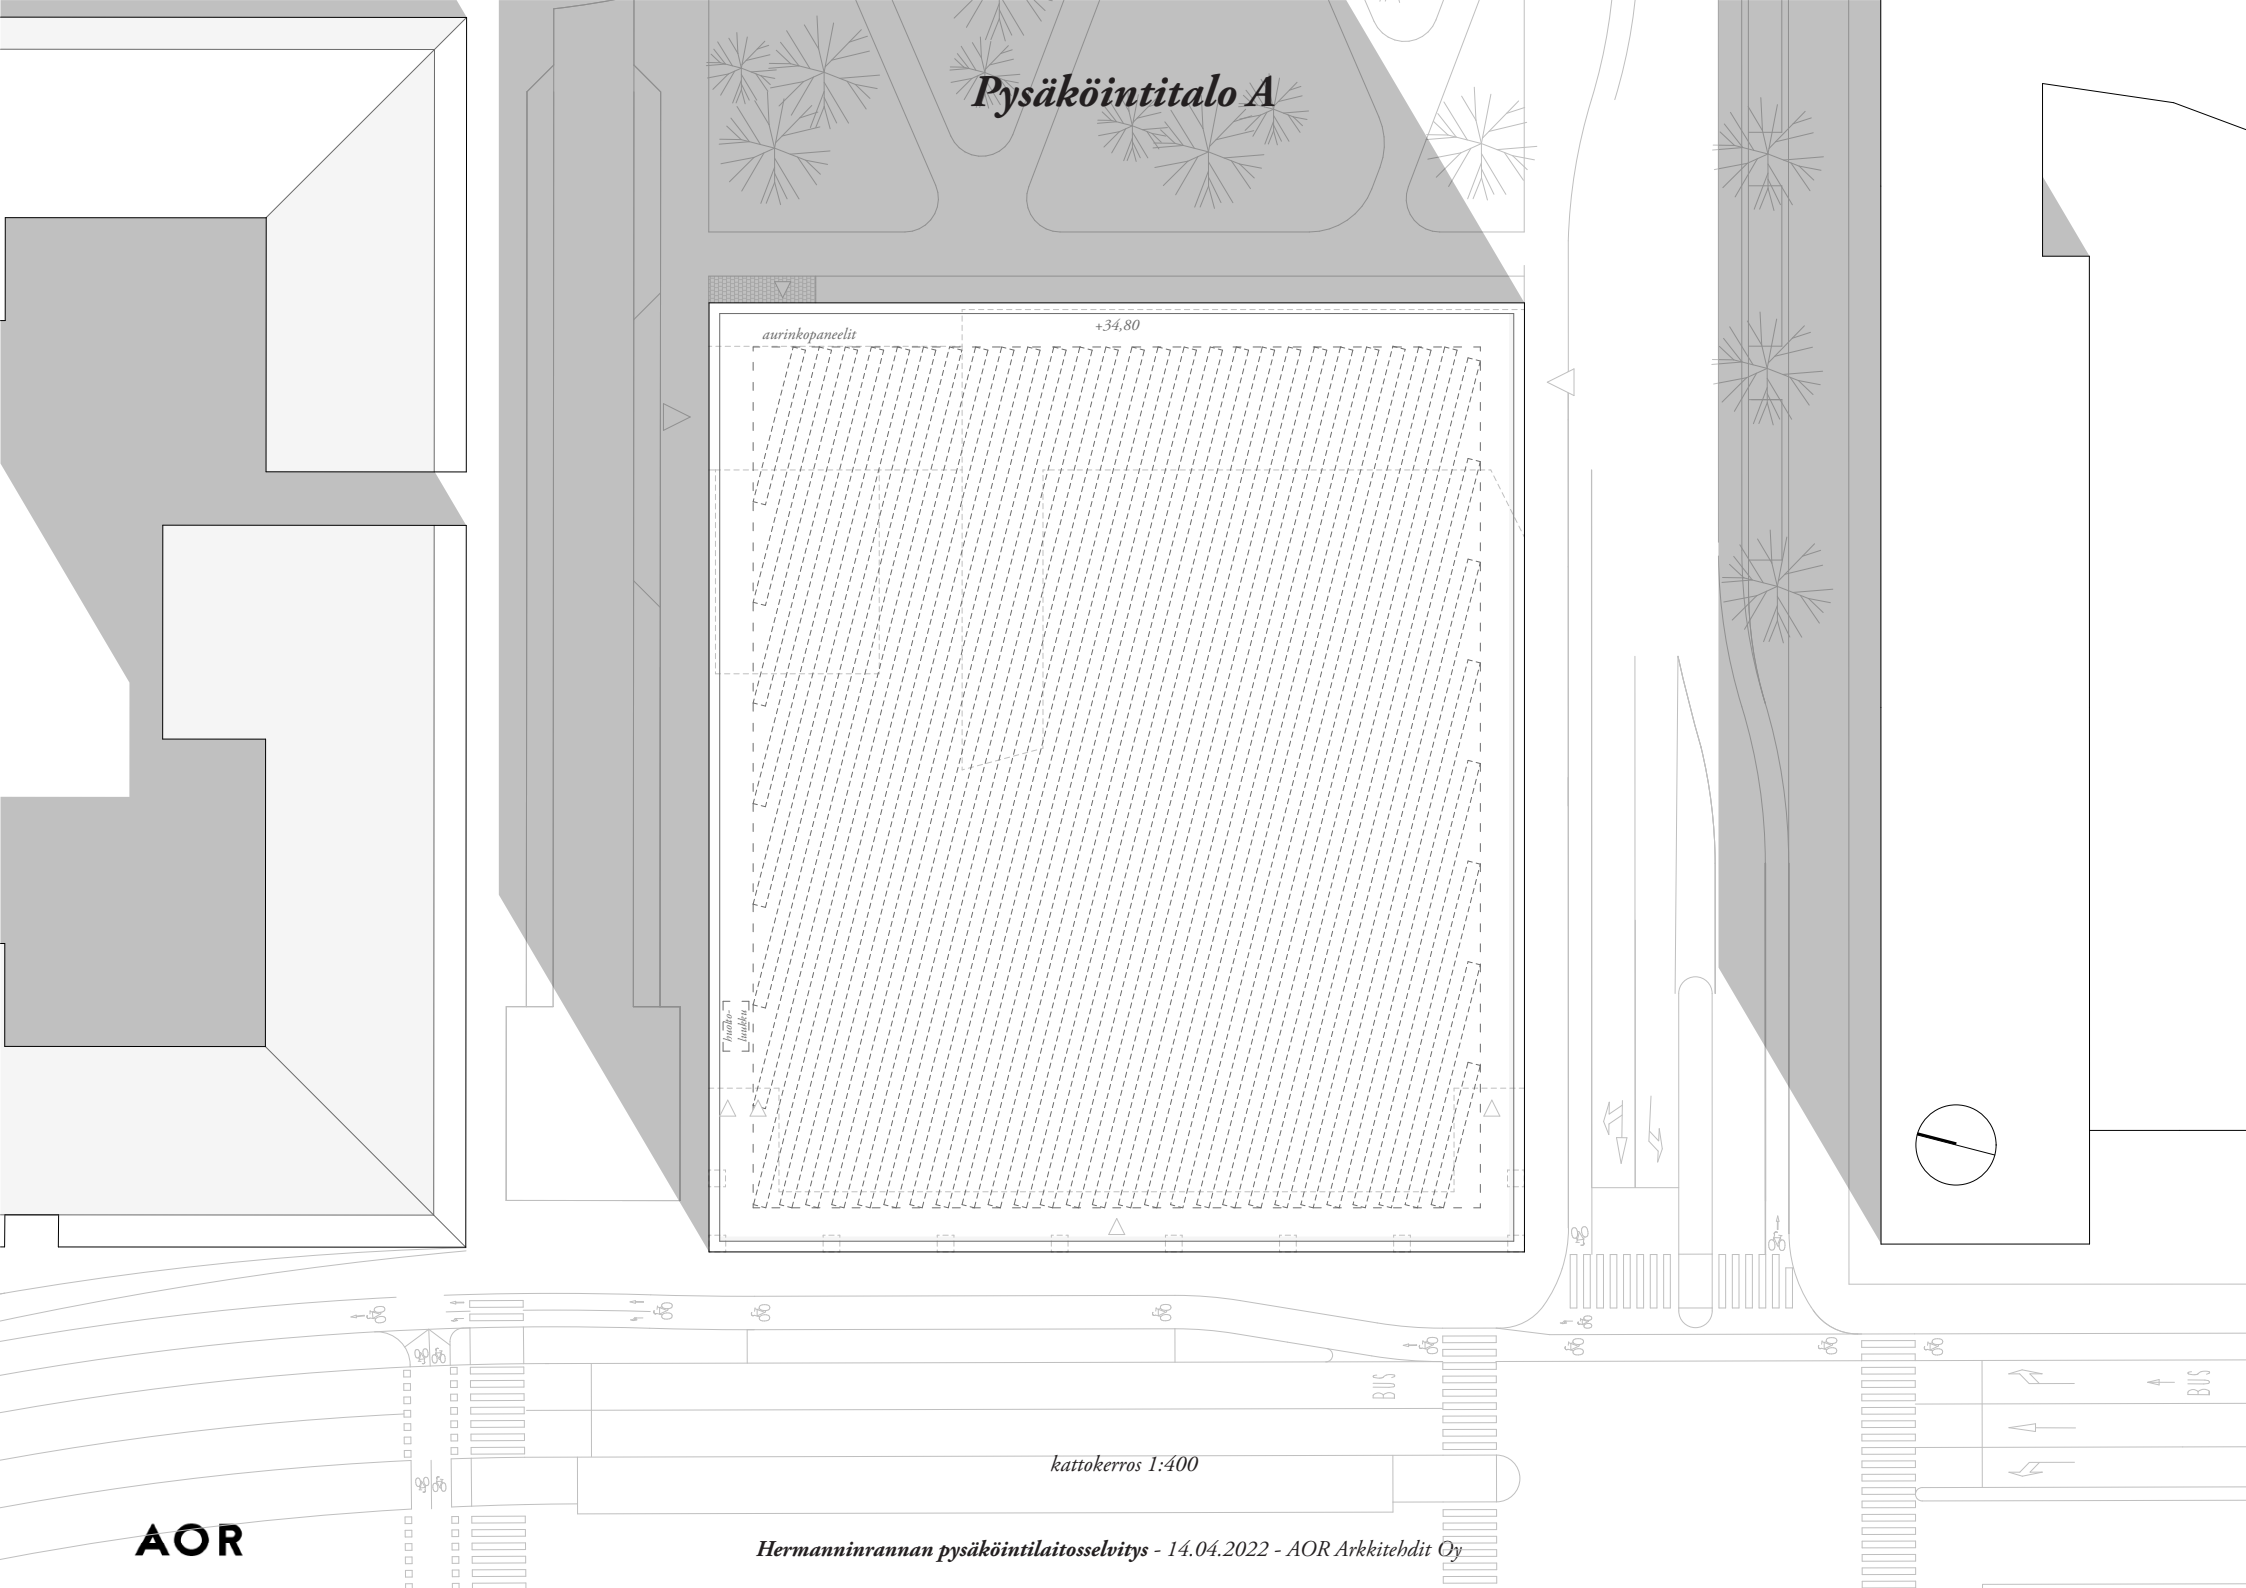 Pysäköintitalo A
aurinkopaneelit
+34,80
huolto-
luukku
BUS
BUS
kattokerros 1:400
AOR
Hermanninrannan pysäköintilaitosselvitys - 14.04.2022 - AOR Arkkitehdit Oy